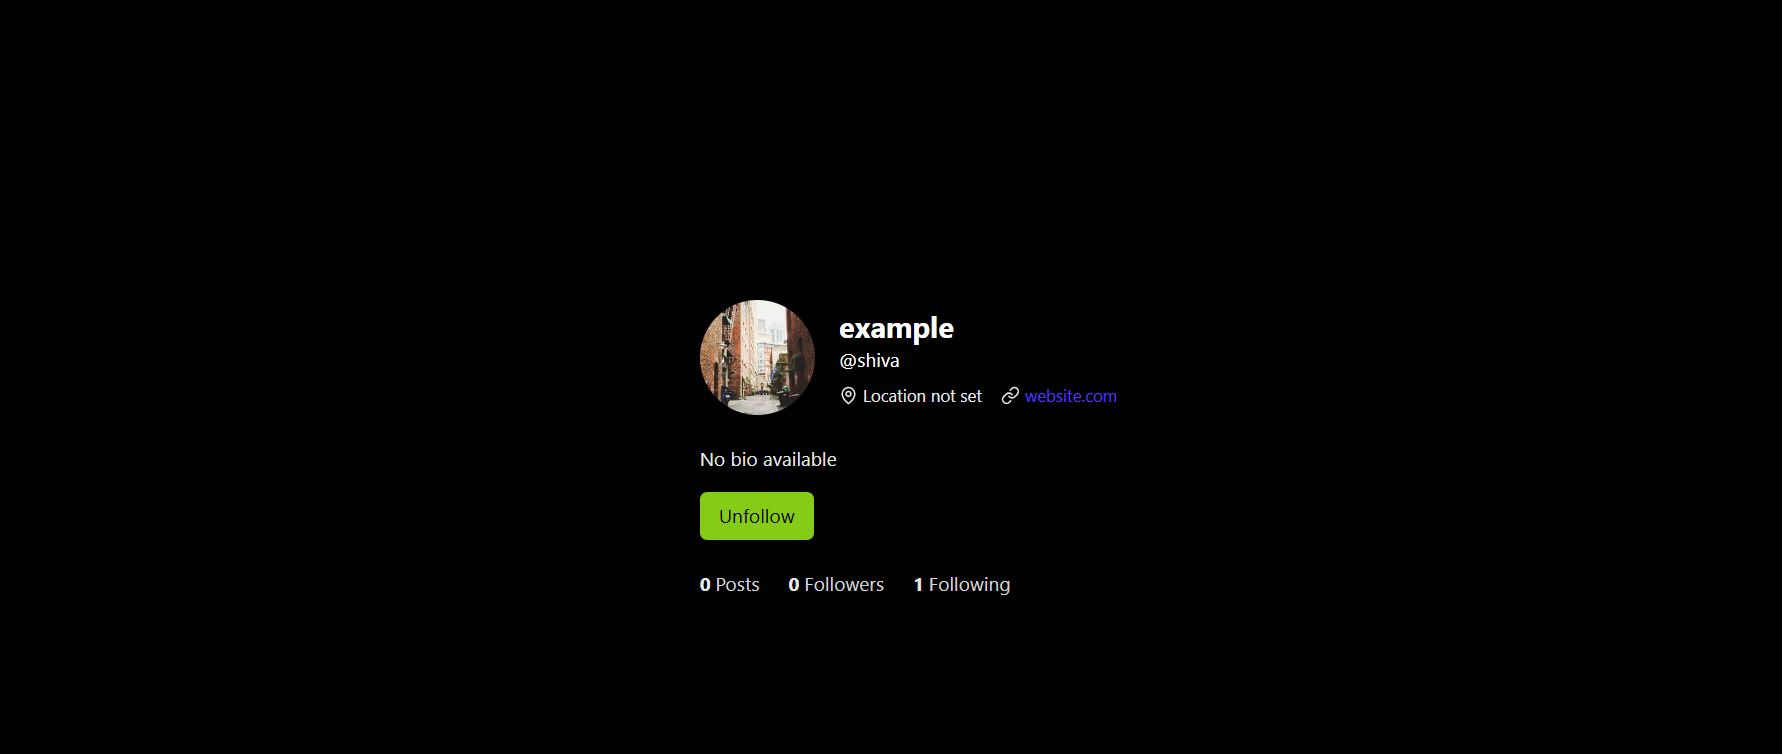 example
@shiva
Location not set website.com
No bio available
Unfollow
0 Posts 0 Followers 1 Following